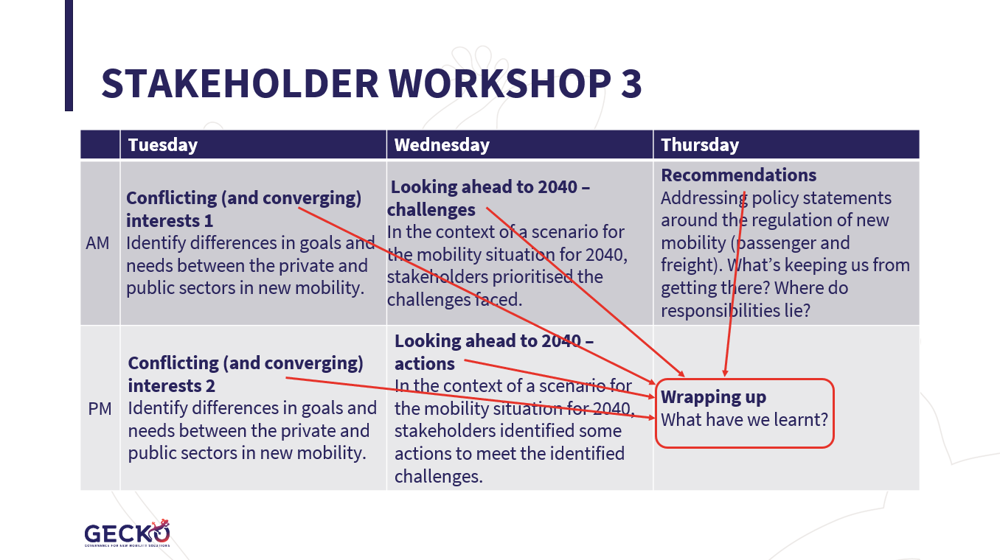 STAKEHOLDER WORKSHOP 3
Tuesday
Wednesday
Thursday
AM
Conflicting (and converging)
interests 1
Identify differences in goals and
needs between the private and
public sectors in new mobility.
Looking ahead to 2040 –
challenges
In the context of a scenario for
the mobility situation for 2040,
stakeholders prioritised the
challenges faced.
Recommendations
Addressing policy statements
around the regulation of new
mobility (passenger and
freight). What’s keeping us from
getting there? Where do
responsibilities lie?
PM
Conflicting (and converging)
interests 2
Identify differences in goals and
needs between the private and
public sectors in new mobility.
Looking ahead to 2040 –
actions
In the context of a scenario for
the mobility situation for 2040,
stakeholders identified some
actions to meet the identified
challenges.
Wrapping up
What have we learnt?
GECKO
GOVERNANCE FOR NEW MOBILITY SOLUTIONS